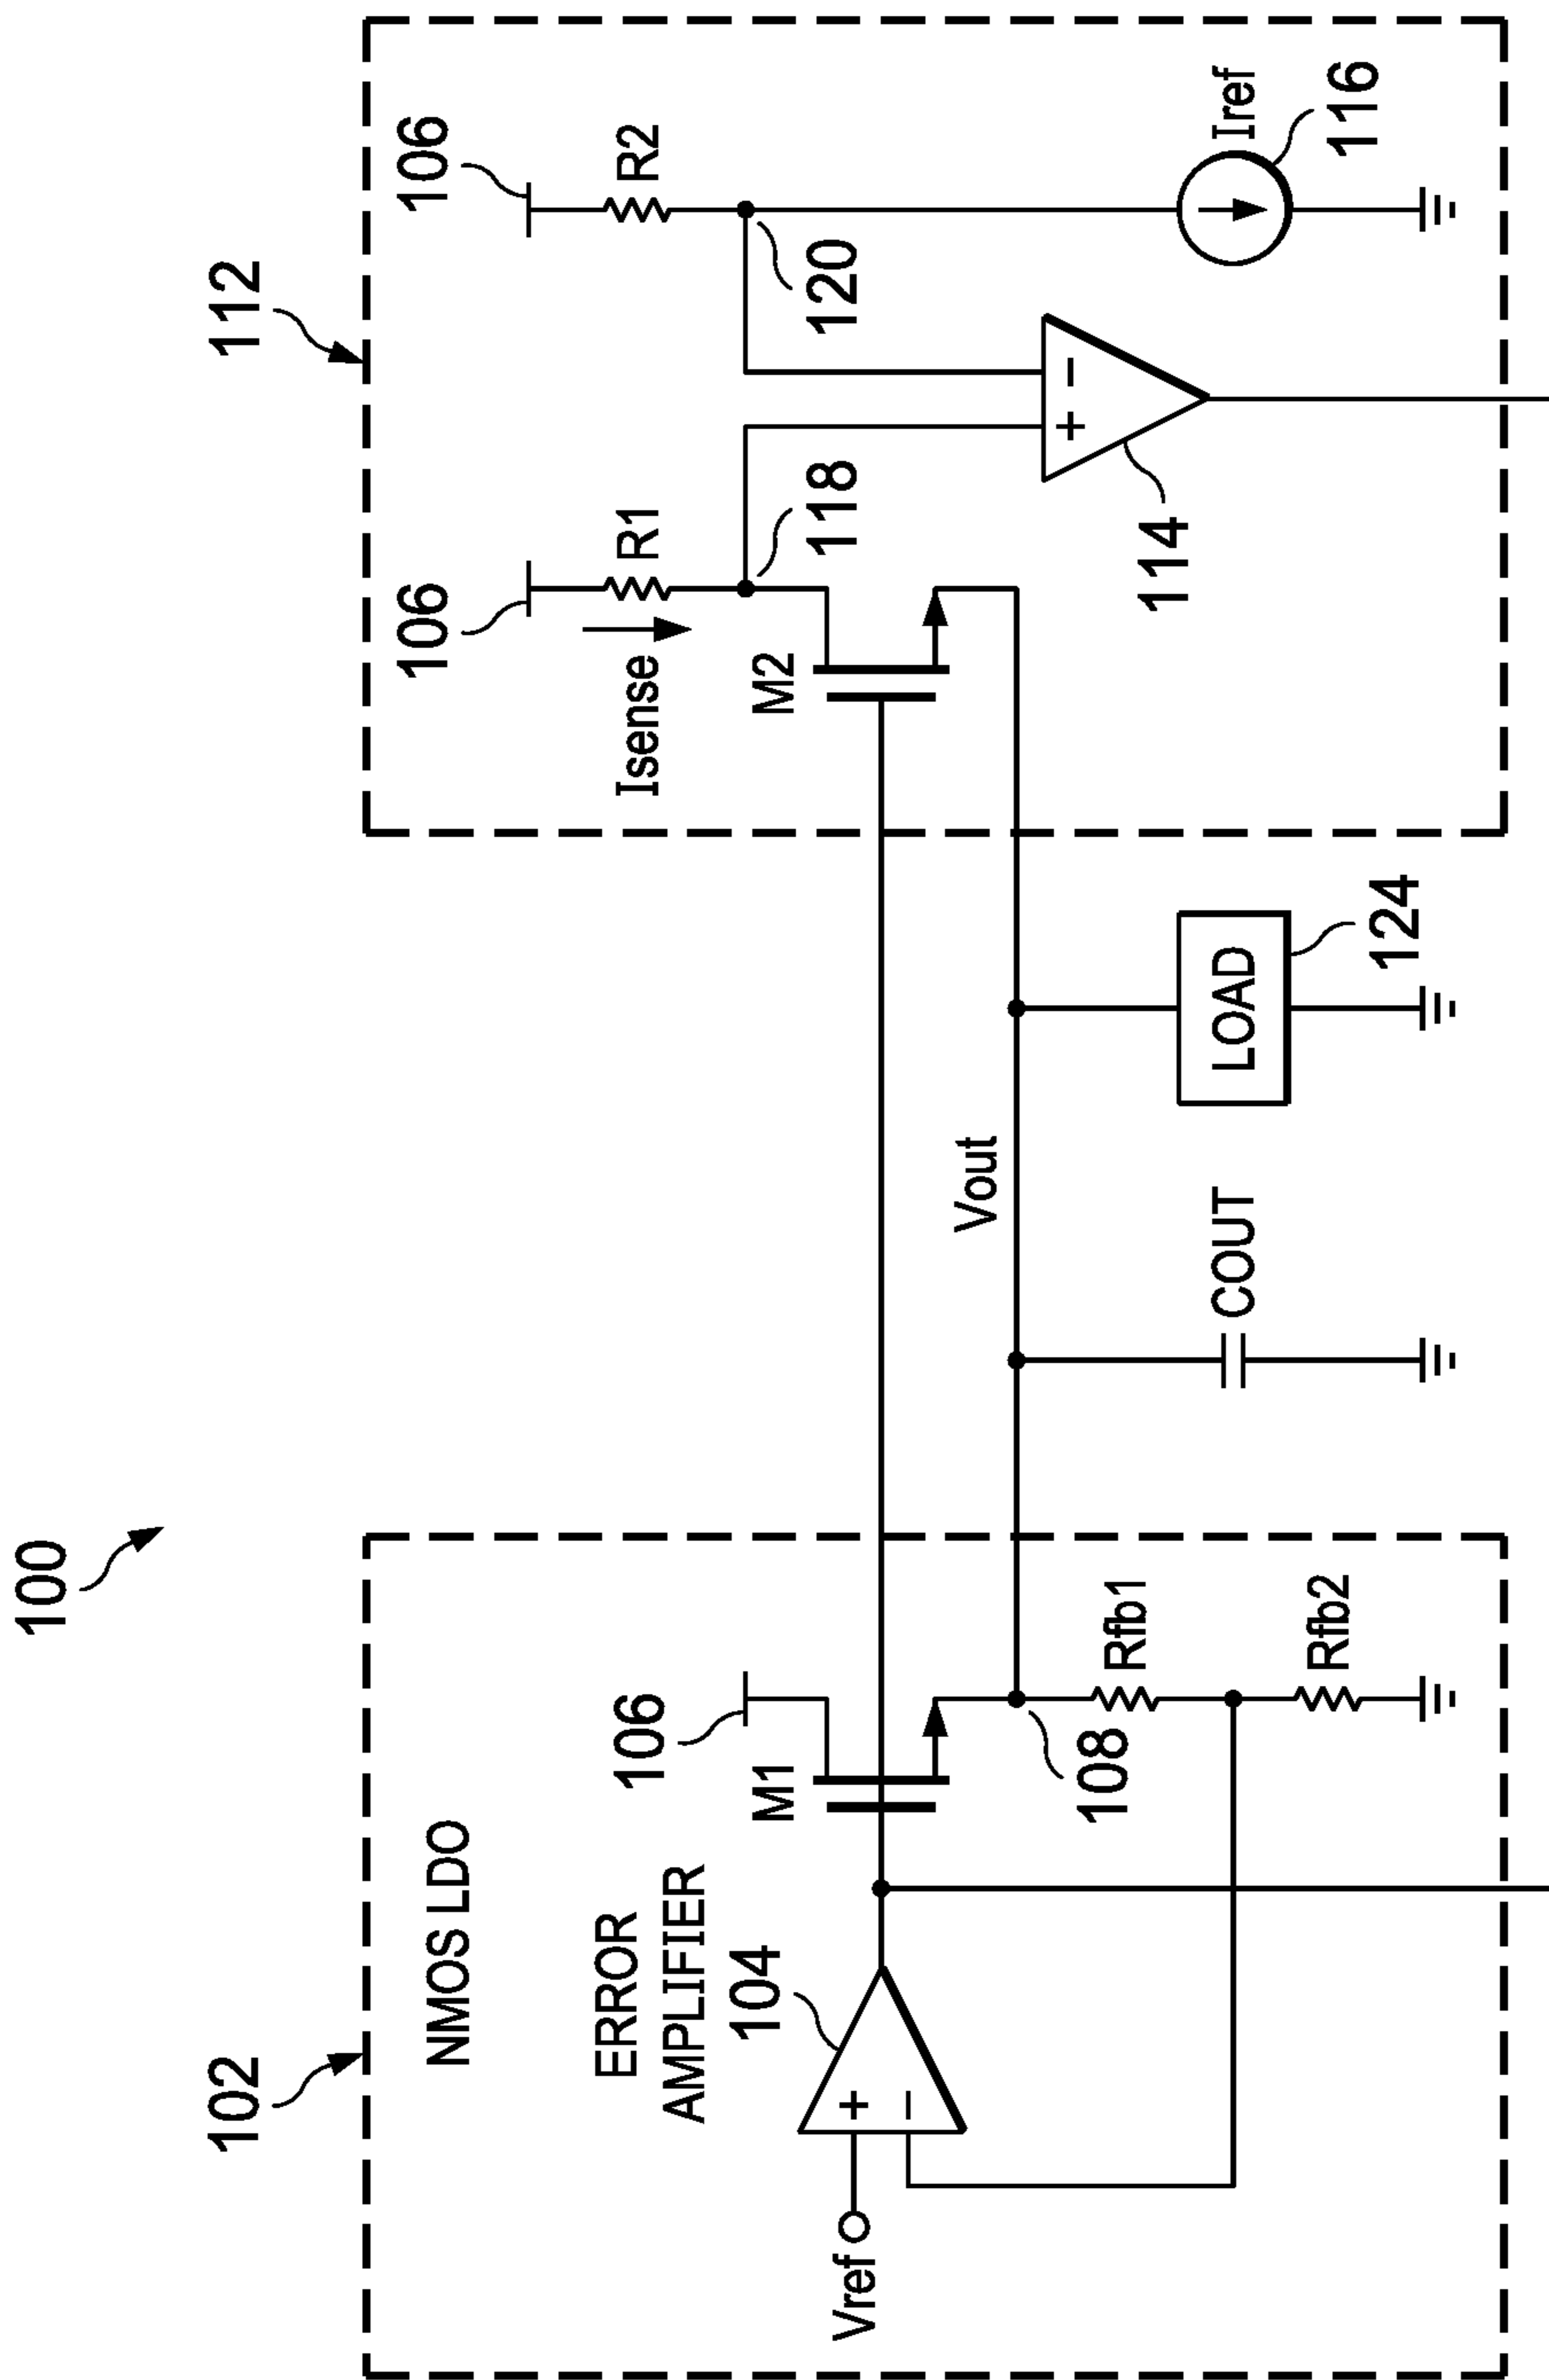 100
102
NMOS LDO
ERROR
AMPLIFIER
104
+
−
Vref
106
M1
108
Rfb1
Rfb2
Vout
COUT
LOAD
124
112
106
R1
Isense
M2
118
106
R2
120
+
−
114
Iref
116